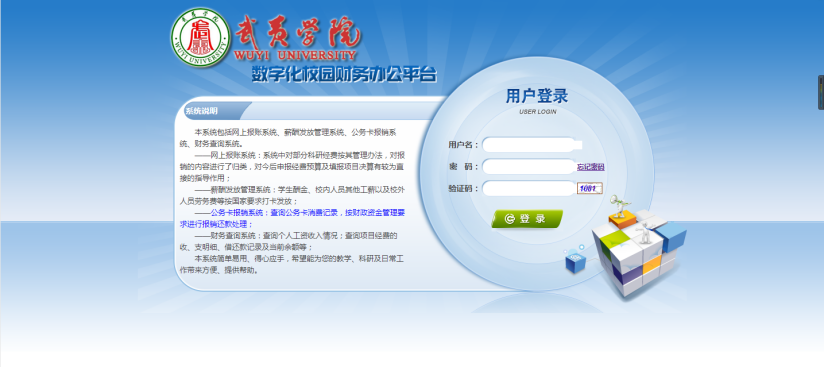 武夷学院
WUYI UNIVERSITY
数字化校园财务办公平台
系统说明
本系统包括网上报账系统、薪酬发放管理系统、公务卡报销系
统、财务查询系统。
——网上报账系统：系统中对部分科研经费按其管理办法，对报
销的内容进行了归类，对今后申报经费预算及填报项目决算有较为直
接的指导作用；
——薪酬发放管理系统：学生酬金、校内人员其他工薪以及校外
人员劳务费等按国家要求打卡发放；
——公务卡报销系统：查询公务卡消费记录，按财政资金管理要
求进行报销还款处理；
——财务查询系统：查询个人工资收入情况；查询项目经费的
收、支明细、借还款记录及当前余额等；
本系统简单易用、得心应手，希望能为您的教学、科研及日常工
作带来方便、提供帮助。
用户登录
USER LOGIN
用户名：
密 码：
忘记密码
验证码：
1081
登 录